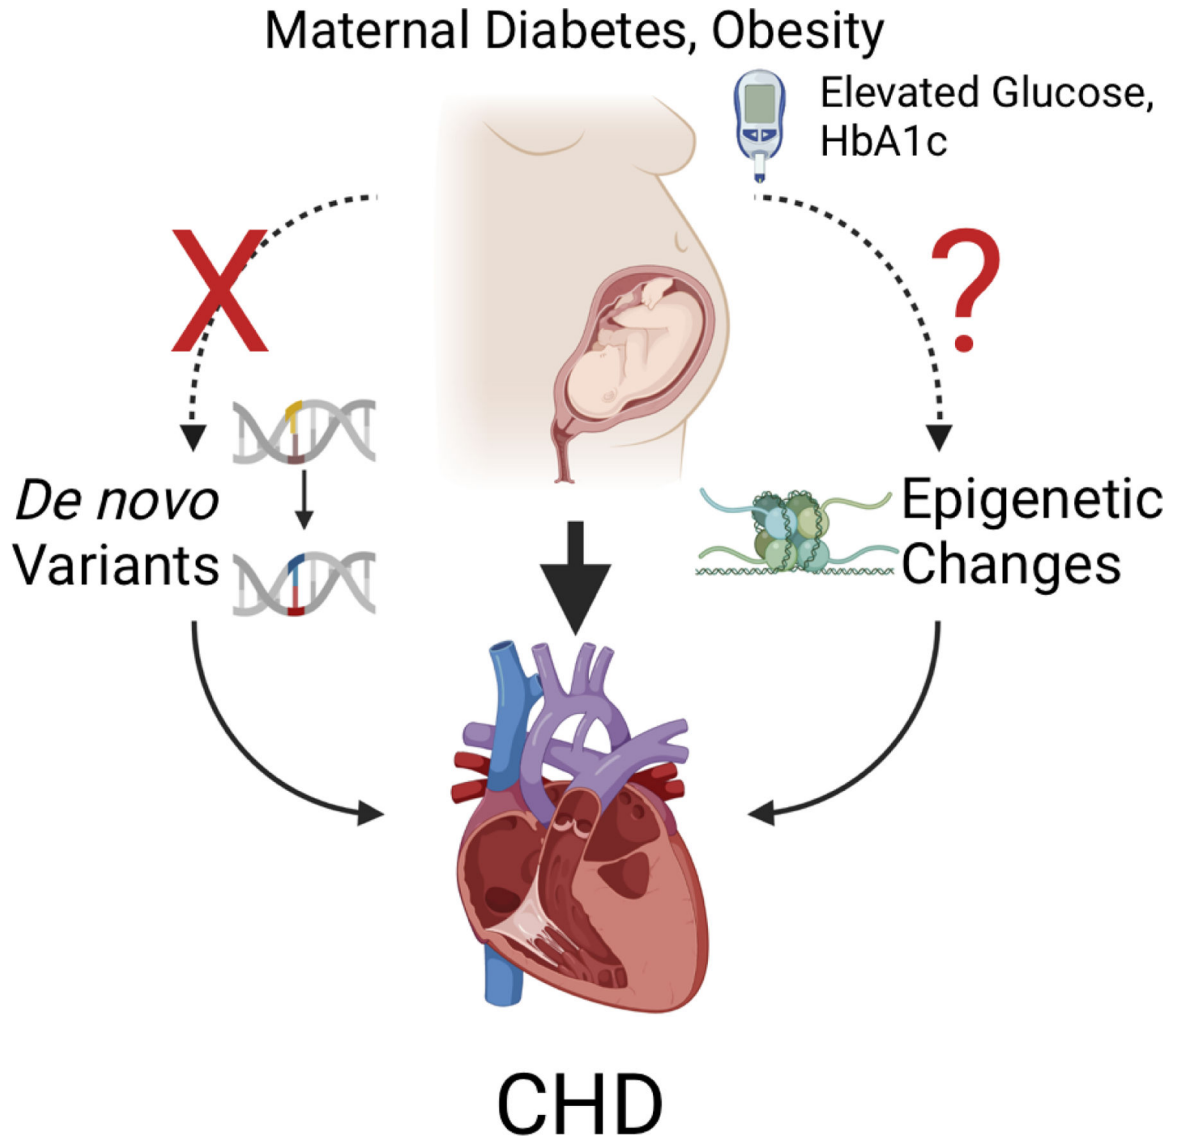 Maternal Diabetes, Obesity
Elevated Glucose,
HbA1c
X
?
De novo
Variants
Epigenetic
Changes
CHD